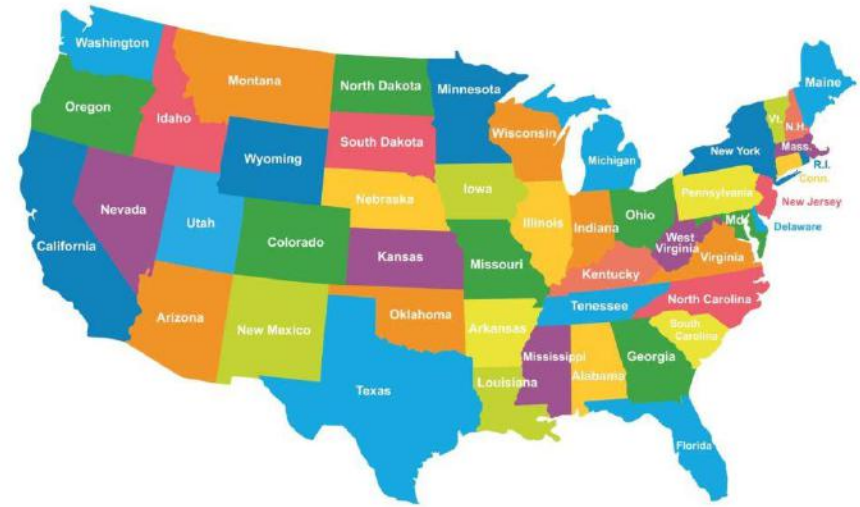 Washington
Montana
North Dakota
Minnesota
Maine
Oregon
Idaho
Wisconsin
Vt.
N.H.
South Dakota
Michigan
New York
Mass.
Wyoming
R.I.
Conn.
Nebraska
Iowa
Pennsylvania
New Jersey
Nevada
Utah
Illinois
Indiana
Ohio
Md.
Delaware
California
Colorado
Kansas
Missouri
West
Virginia
Virginia
Kentucky
North Carolina
Arizona
New Mexico
Oklahoma
Tenessee
Arkansas
South
Carolina
Mississippi
Georgia
Alabama
Texas
Louisiana
Florida